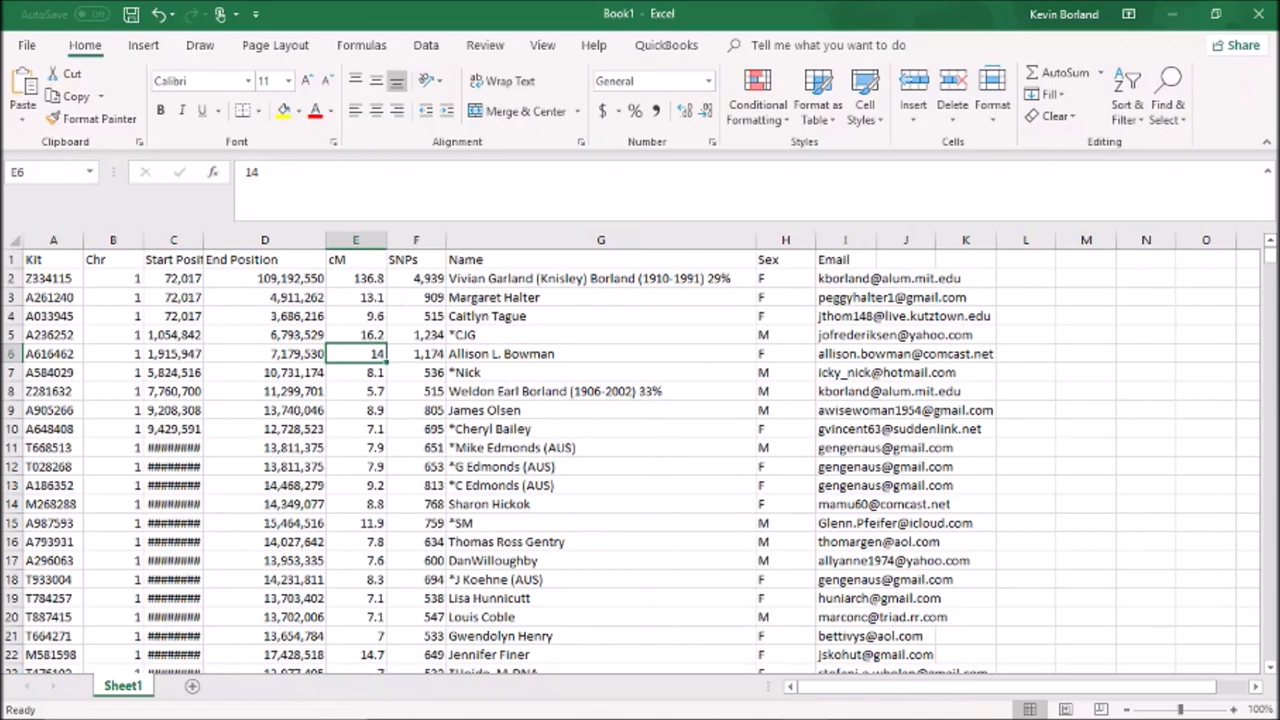 AutoSave Off Book1 - Excel Kevin Borland
File Home Insert Draw Page Layout Formulas Data Review View Help QuickBooks Tell me what you want to do Share
Paste Cut Copy Format Painter Clipboard
Calibri 11 B I U A Font
Wrap Text Merge & Center Alignment
General $ % , Number
Conditional Formatting Format as Table Cell Styles Styles
Insert Delete Format Cells
AutoSum Fill Clear Sort & Filter Find & Select Editing
E6 fx 14
A B C D E F G H I J K L M N O
1 Kit Chr Start Posit End Position cM SNPs Name Sex Email
2 Z334115 1 72,017 109,192,550 136.8 4,939 Vivian Garland (Knisley) Borland (1910-1991) 29% F kborland@alum.mit.edu
3 A261240 1 72,017 4,911,262 13.1 909 Margaret Halter F peggyhalter1@gmail.com
4 A033945 1 72,017 3,686,216 9.6 515 Caitlyn Tague F jthom148@live.kutztown.edu
5 A236252 1 1,054,842 6,793,529 16.2 1,234 *CJG M jofrederiksen@yahoo.com
6 A616462 1 1,915,947 7,179,530 14 1,174 Allison L. Bowman F allison.bowman@comcast.net
7 A584029 1 5,824,516 10,731,174 8.1 536 *Nick M icky_nick@hotmail.com
8 Z281632 1 7,760,700 11,299,701 5.7 515 Weldon Earl Borland (1906-2002) 33% M kborland@alum.mit.edu
9 A905266 1 9,208,308 13,740,046 8.9 805 James Olsen M awisewoman1954@gmail.com
10 A648408 1 9,429,591 12,728,523 7.1 695 *Cheryl Bailey F gvincent63@suddenlink.net
11 T668513 1 ######## 13,811,375 7.9 651 *Mike Edmonds (AUS) M gengenaus@gmail.com
12 T028268 1 ######## 13,811,375 7.9 653 *G Edmonds (AUS) F gengenaus@gmail.com
13 A186352 1 ######## 14,468,279 9.2 813 *C Edmonds (AUS) F gengenaus@gmail.com
14 M268288 1 ######## 14,349,077 8.8 768 Sharon Hickok F mamu60@comcast.net
15 A987593 1 ######## 15,464,516 11.9 759 *SM M Glenn.Pfeifer@icloud.com
16 A793931 1 ######## 14,027,642 7.8 634 Thomas Ross Gentry M thomargen@aol.com
17 A296063 1 ######## 13,953,335 7.6 600 DanWilloughby M allyanne1974@yahoo.com
18 T933004 1 ######## 14,231,811 8.3 694 *J Koehne (AUS) F gengenaus@gmail.com
19 T784257 1 ######## 13,703,027 7.1 538 Lisa Hunnicutt F huniarch@gmail.com
20 T887415 1 ######## 13,702,006 7.1 547 Louis Coble M marconc@triad.rr.com
21 T664271 1 ######## 13,654,784 7 533 Gwendolyn Henry F bettivys@aol.com
22 M581598 1 ######## 17,428,518 14.7 649 Jennifer Finer F jskohut@gmail.com
Sheet1
Ready 100%